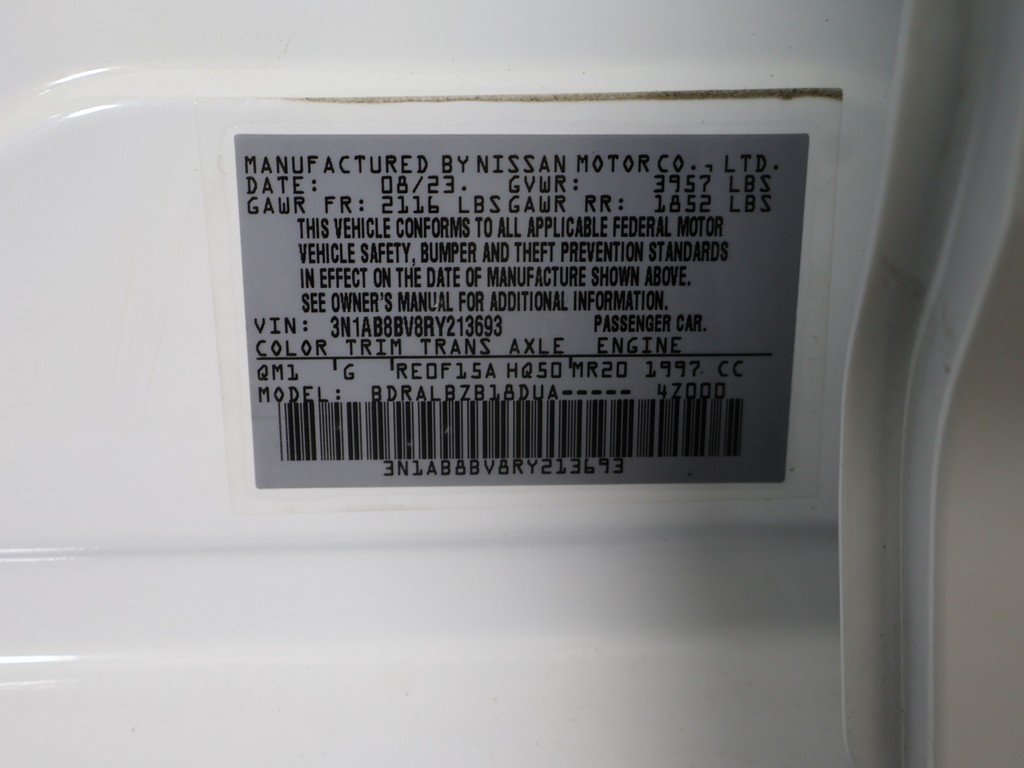 MANUFACTURED BY NISSAN MOTOR CO., LTD.
DATE: 08/23. GVWR: 3957 LBS
GAWR FR: 2116 LBS GAWR RR: 1852 LBS
THIS VEHICLE CONFORMS TO ALL APPLICABLE FEDERAL MOTOR
VEHICLE SAFETY, BUMPER AND THEFT PREVENTION STANDARDS
IN EFFECT ON THE DATE OF MANUFACTURE SHOWN ABOVE.
SEE OWNER'S MANUAL FOR ADDITIONAL INFORMATION.
VIN: 3N1AB8BV8RY213693 PASSENGER CAR.
COLOR TRIM TRANS AXLE ENGINE
QM1 G RE0F15A HQ50 MR20 1997 CC
MODEL: BDRALBZB18DUA----- 4Z000
3N1AB8BV8RY213693